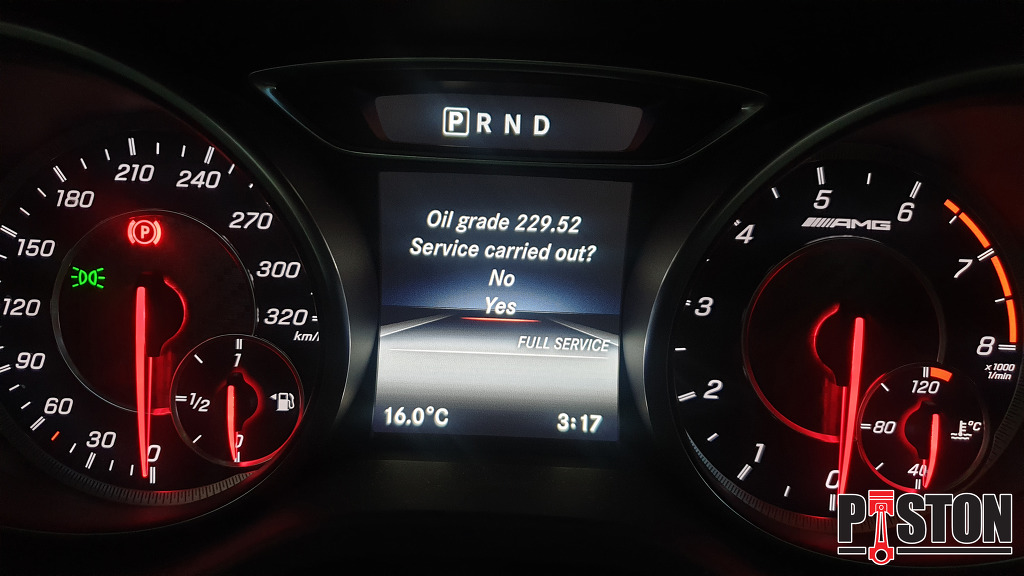 P R N D
210
240
180
270
150
300
120
320
km/
90
60
30
0
1
1/2
0
Oil grade 229.52
Service carried out?
No
Yes
FULL SERVICE
16.0°C
3:17
P
5
6
4
AMG
7
3
8
x1000
1/min
2
120
80
°C
1
40
0
PISTON